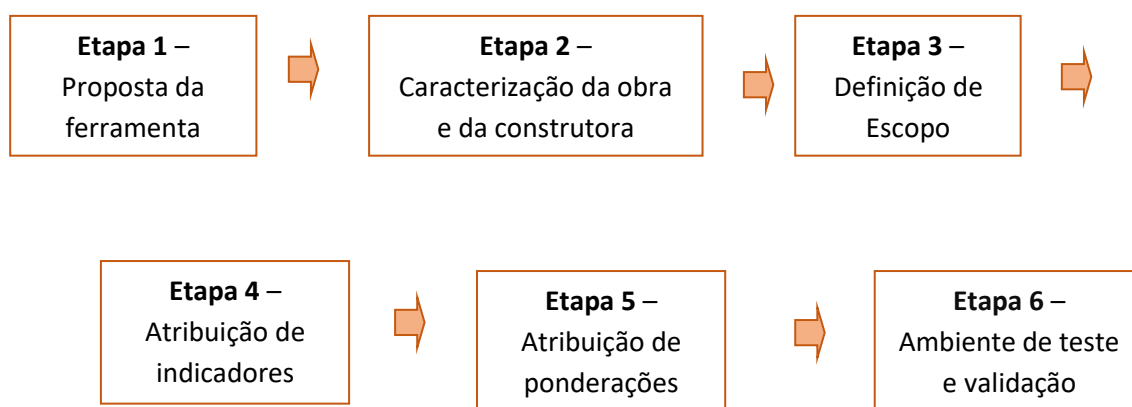 Etapa 1 –
Proposta da
ferramenta
Etapa 2 –
Caracterização da obra
e da construtora
Etapa 3 –
Definição de
Escopo
Etapa 4 –
Atribuição de
indicadores
Etapa 5 –
Atribuição de
ponderações
Etapa 6 –
Ambiente de teste
e validação